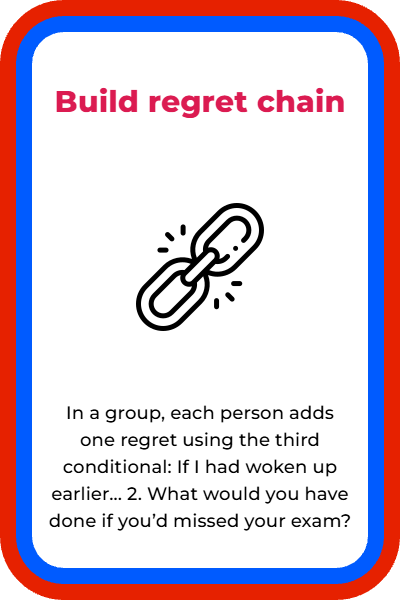 Build regret chain
In a group, each person adds
one regret using the third
conditional: If I had woken up
earlier... 2. What would you have
done if you’d missed your exam?